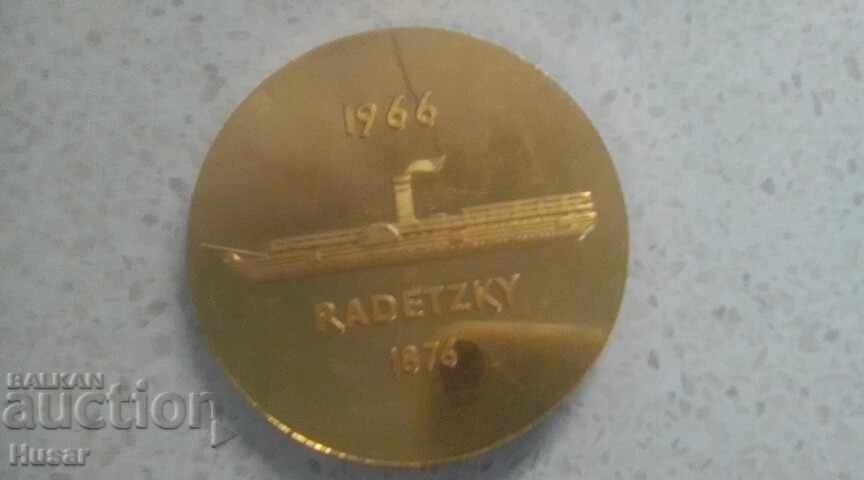 1966
RADETZKY
1876
BALKAN
auction
Husar